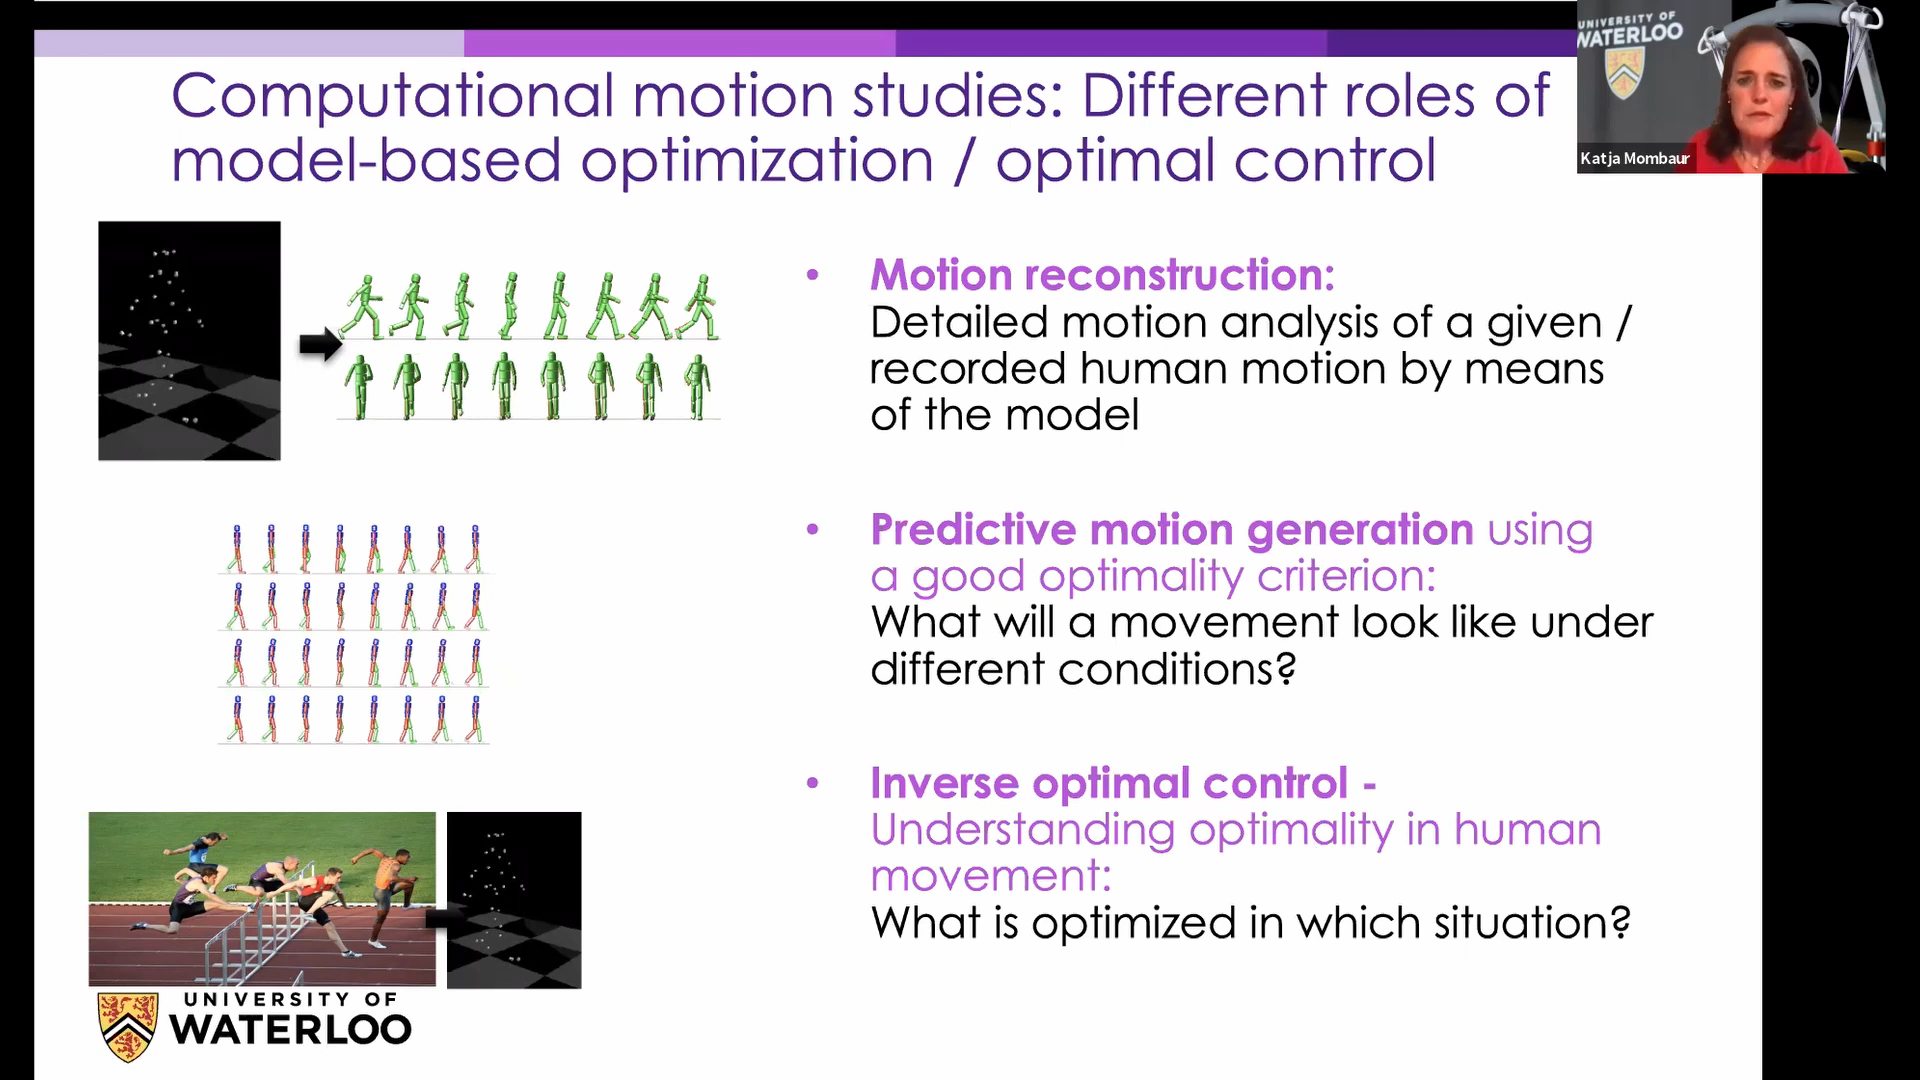 Computational motion studies: Different roles of
model-based optimization / optimal control
UNIVERSITY OF
WATERLOO
Katja Mombaur
• Motion reconstruction:
Detailed motion analysis of a given /
recorded human motion by means
of the model
• Predictive motion generation using
a good optimality criterion:
What will a movement look like under
different conditions?
• Inverse optimal control -
Understanding optimality in human
movement:
What is optimized in which situation?
UNIVERSITY OF
WATERLOO